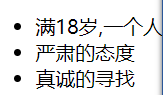 • 满18岁,一个人
• 严肃的态度
• 真诚的寻找